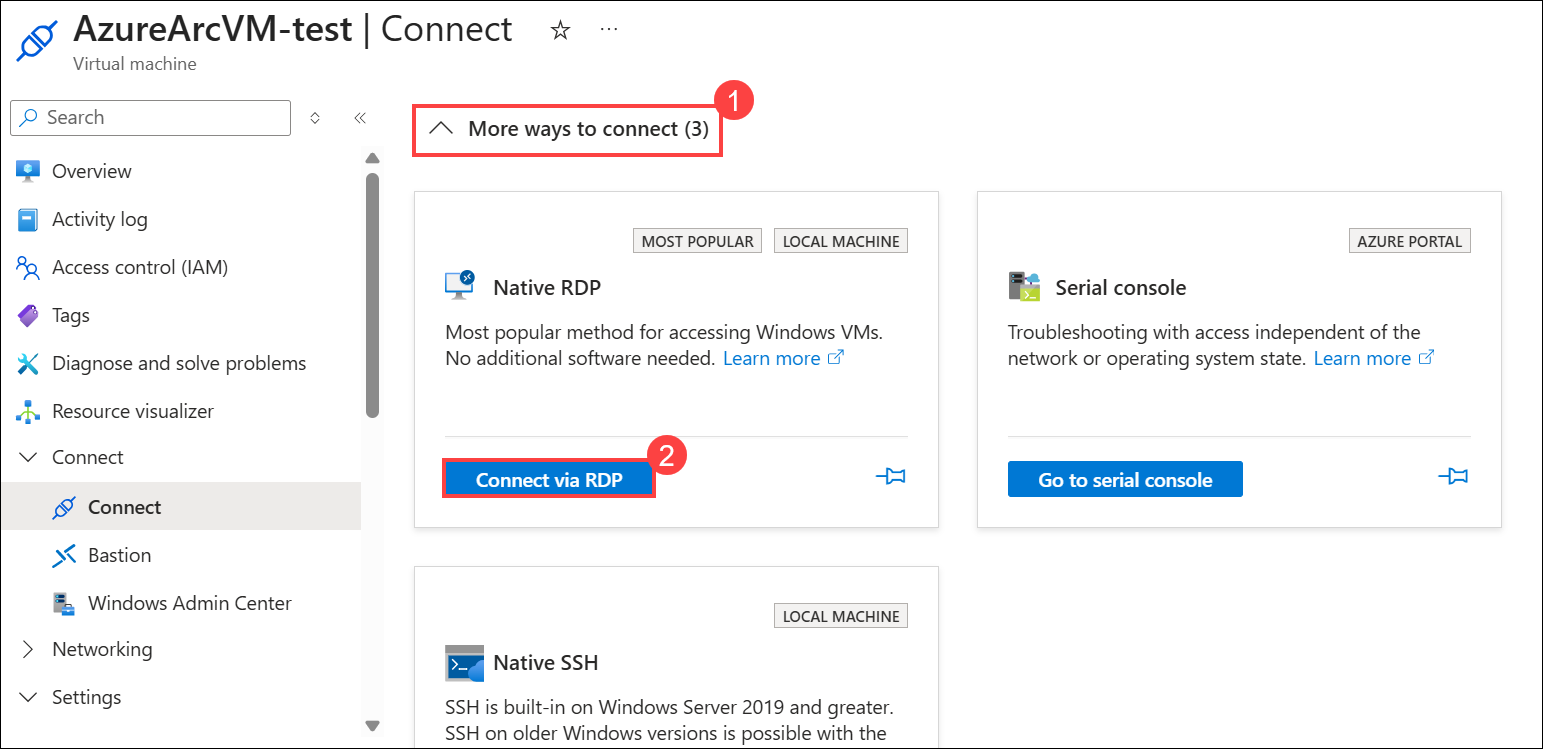 AzureArcVM-test | Connect
Virtual machine
Search
Overview
Activity log
Access control (IAM)
Tags
Diagnose and solve problems
Resource visualizer
Connect
Connect
Bastion
Windows Admin Center
Networking
Settings
More ways to connect (3)
1
MOST POPULAR
LOCAL MACHINE
Native RDP
Most popular method for accessing Windows VMs.
No additional software needed. Learn more
Connect via RDP
2
AZURE PORTAL
Serial console
Troubleshooting with access independent of the
network or operating system state. Learn more
Go to serial console
LOCAL MACHINE
Native SSH
SSH is built-in on Windows Server 2019 and greater.
SSH on older Windows versions is possible with the